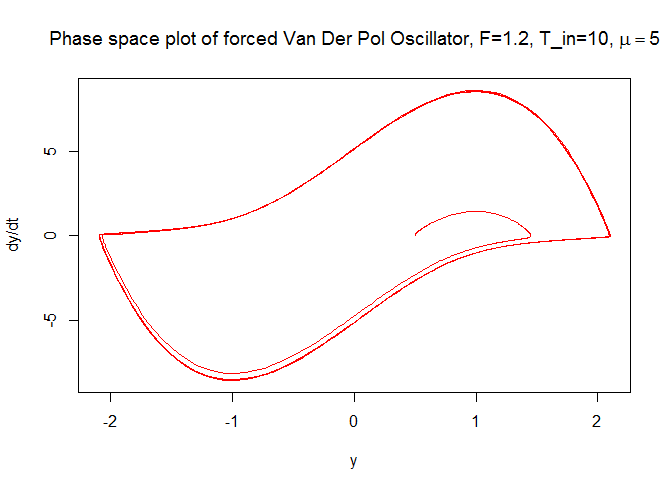 Phase space plot of forced Van Der Pol Oscillator, F=1.2, T_in=10, μ = 5
5
0
-5
dy/dt
-2 -1 0 1 2
y